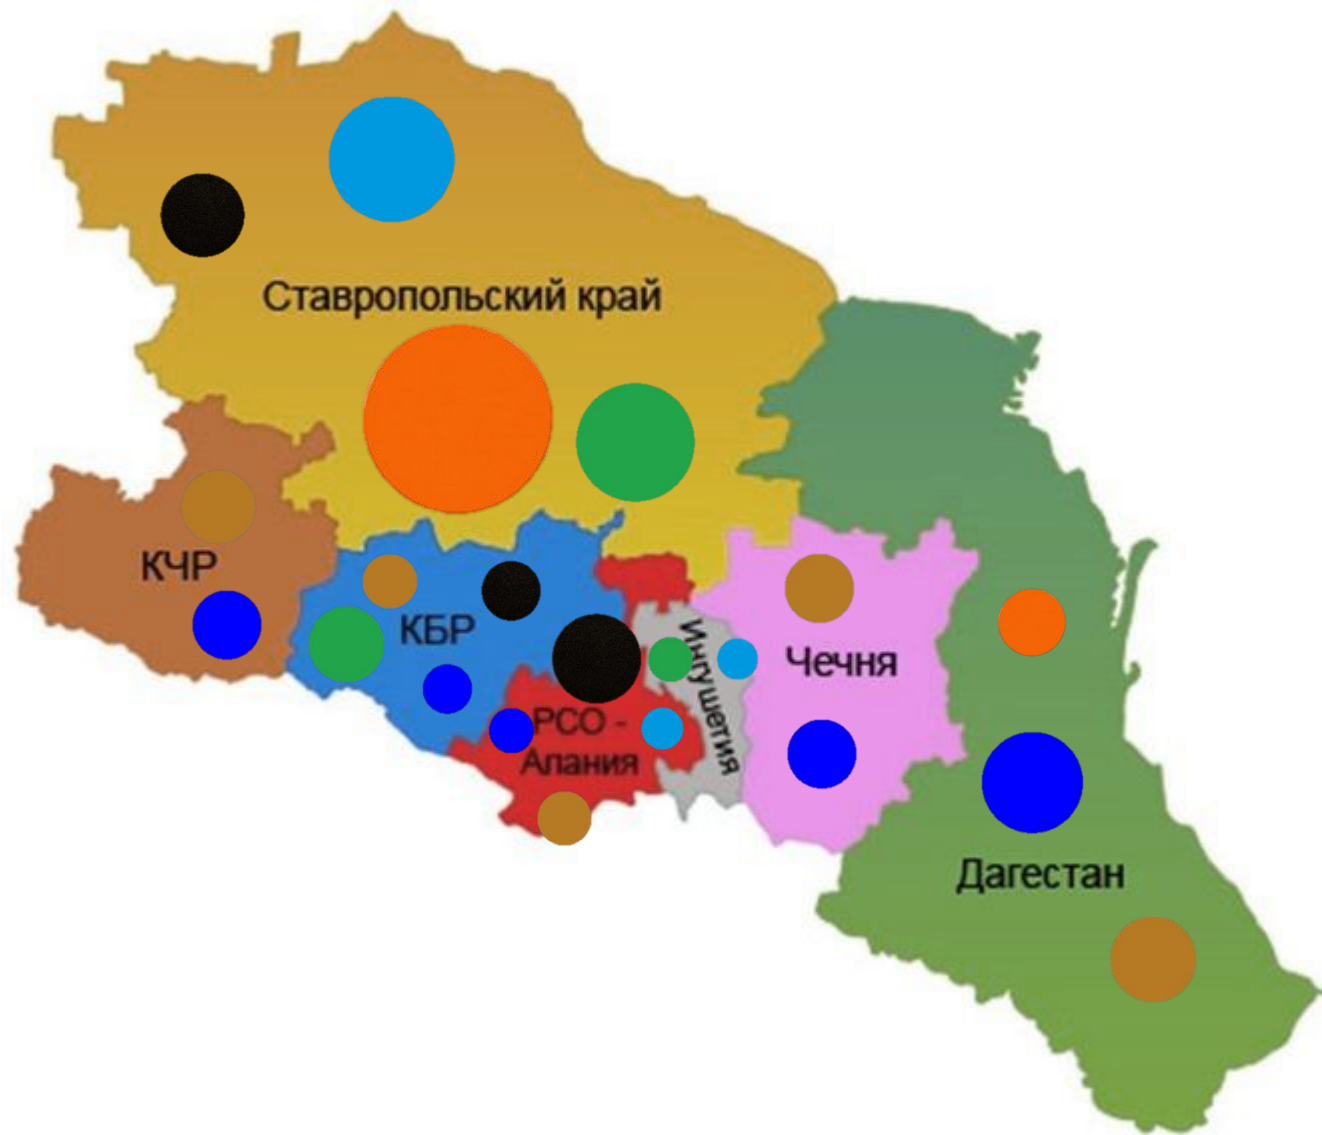 Ставропольский край
КЧР
КБР
РСО -
Алания
Ингушетия
Чечня
Дагестан